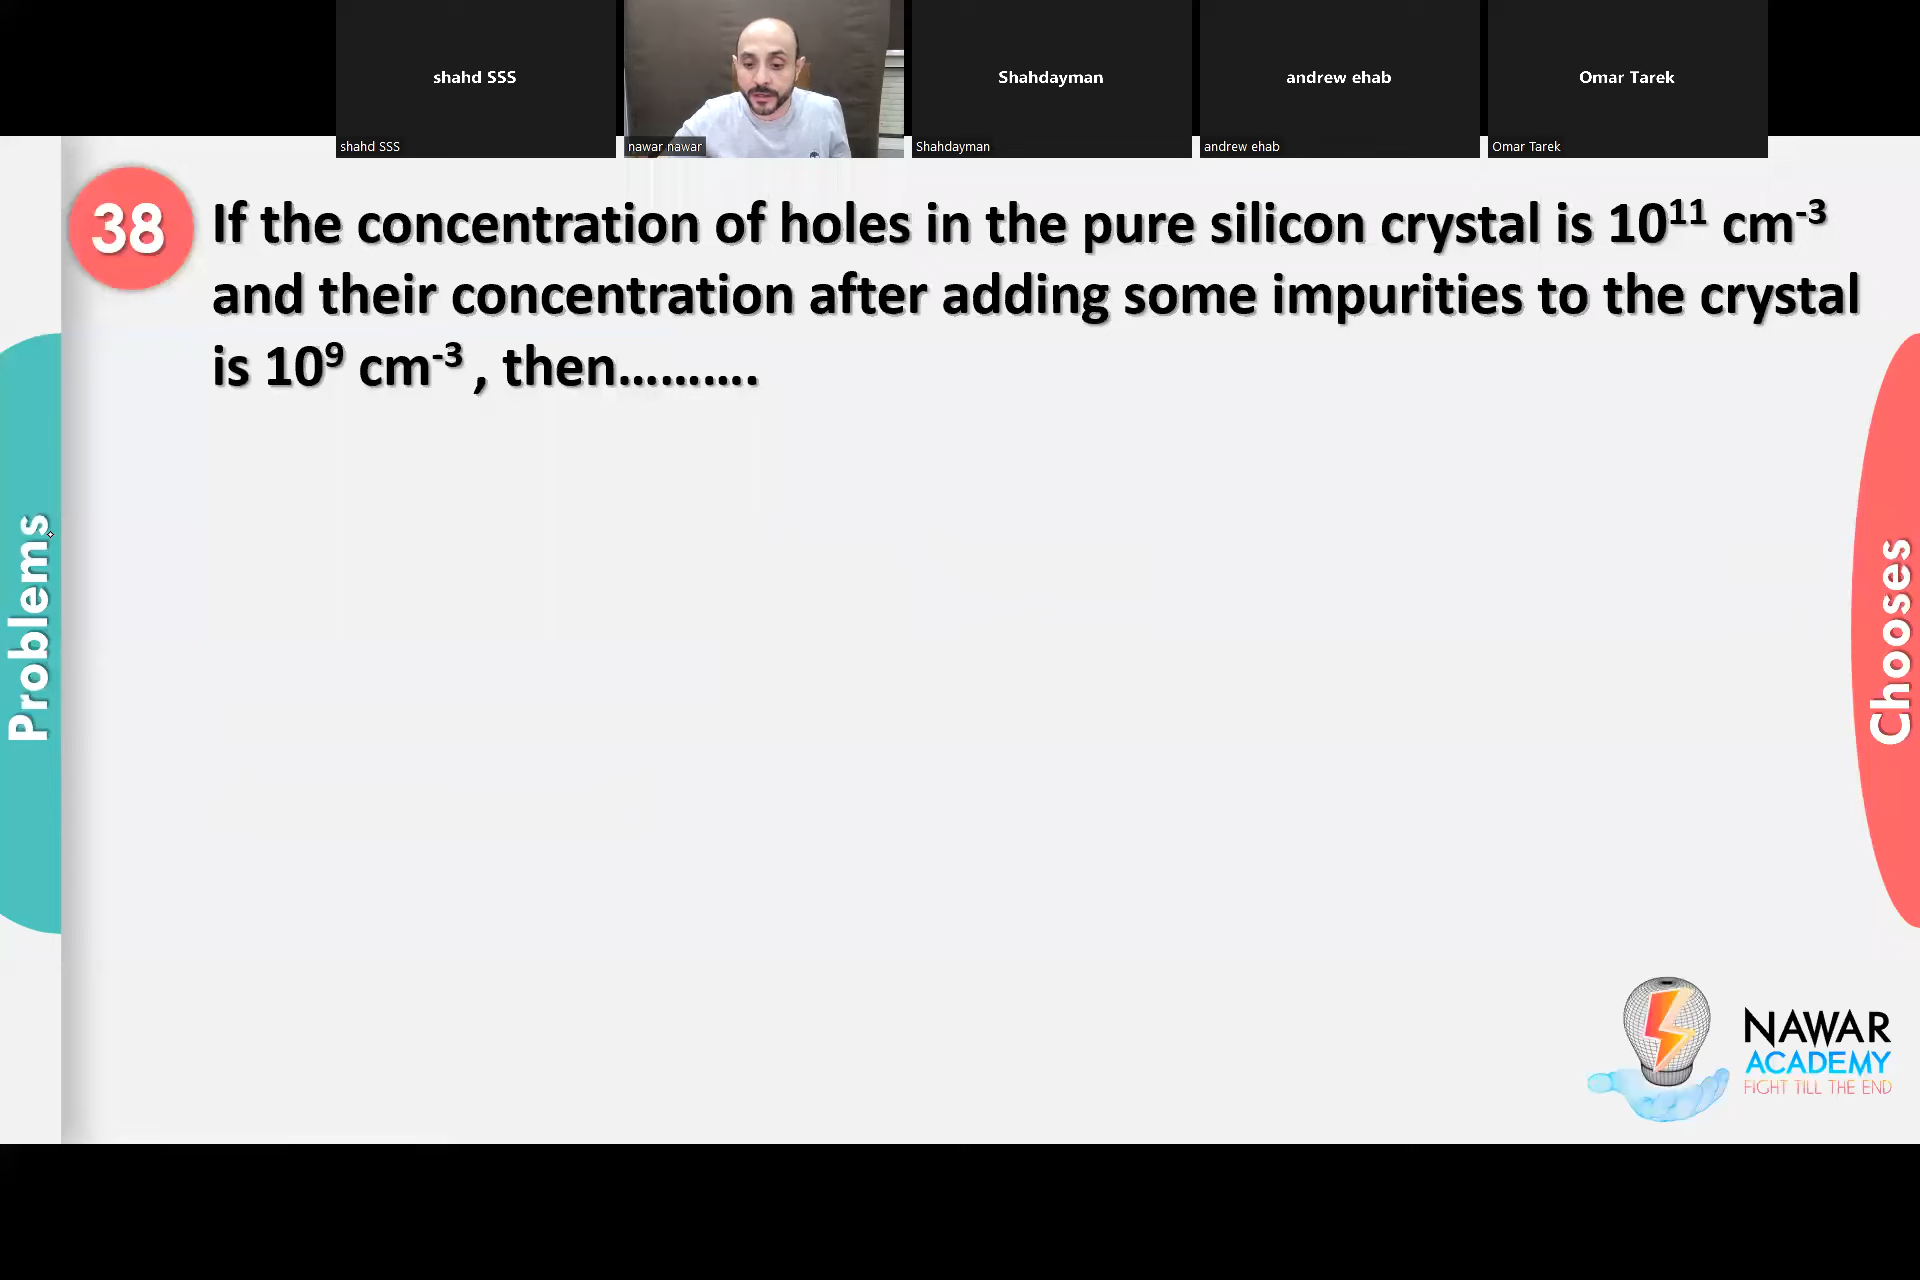 shahd SSS
Shahdayman
andrew ehab
Omar Tarek
shahd SSS
nawar nawar
Shahdayman
andrew ehab
Omar Tarek
38
If the concentration of holes in the pure silicon crystal is 10¹¹ cm⁻³
and their concentration after adding some impurities to the crystal
is 10⁹ cm⁻³ , then……….
Problems
Chooses
NAWAR
ACADEMY
FIGHT TILL THE END